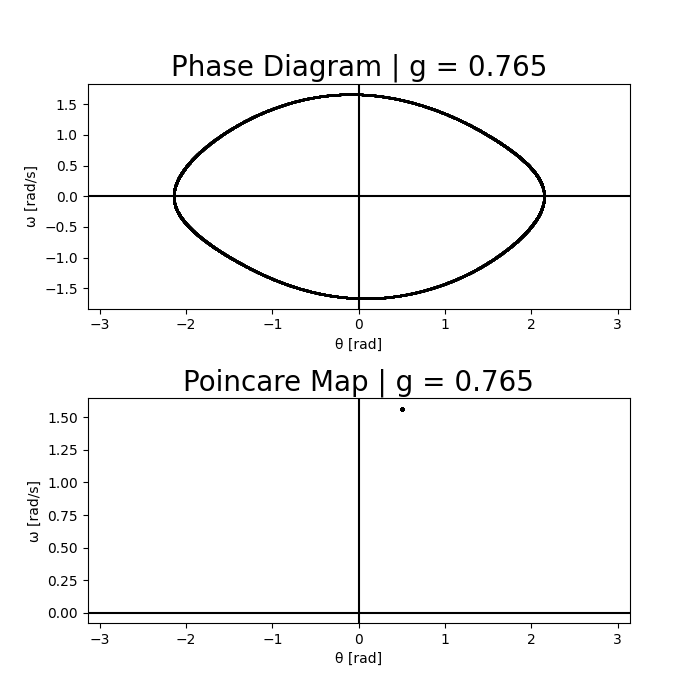 Phase Diagram | g = 0.765
1.5
1.0
0.5
0.0
−0.5
−1.0
−1.5
ω [rad/s]
−3 −2 −1 0 1 2 3
θ [rad]
Poincare Map | g = 0.765
1.50
1.25
1.00
0.75
0.50
0.25
0.00
ω [rad/s]
−3 −2 −1 0 1 2 3
θ [rad]